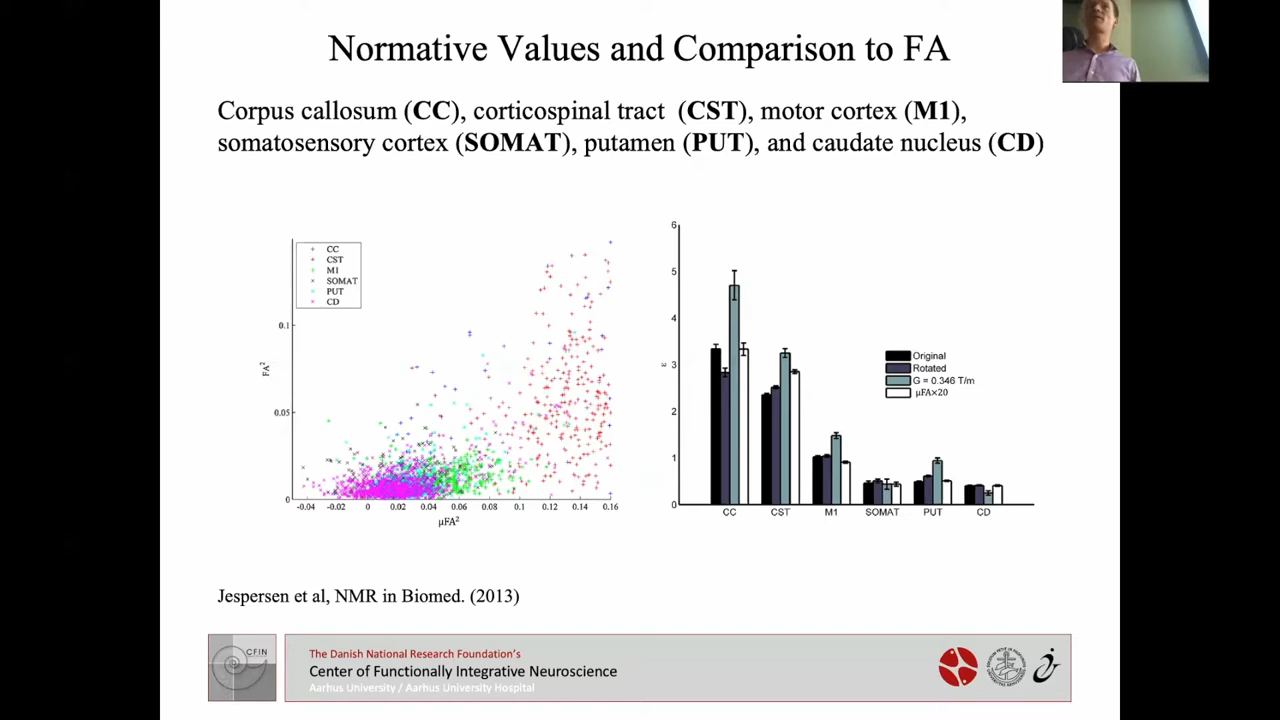 Normative Values and Comparison to FA
Corpus callosum (CC), corticospinal tract (CST), motor cortex (M1),
somatosensory cortex (SOMAT), putamen (PUT), and caudate nucleus (CD)
CC
CST
M1
SOMAT
PUT
CD
0.1
0.05
0
FA²
-0.04 -0.02 0 0.02 0.04 0.06 0.08 0.10 0.12 0.14 0.16
µFA²
6
5
4
3
2
1
0
ε
Original
Rotated
G = 0.346 T/m
µFA×20
CC CST M1 SOMAT PUT CD
Jespersen et al, NMR in Biomed. (2013)
CFIN
The Danish National Research Foundation's
Center of Functionally Integrative Neuroscience
Aarhus University / Aarhus University Hospital